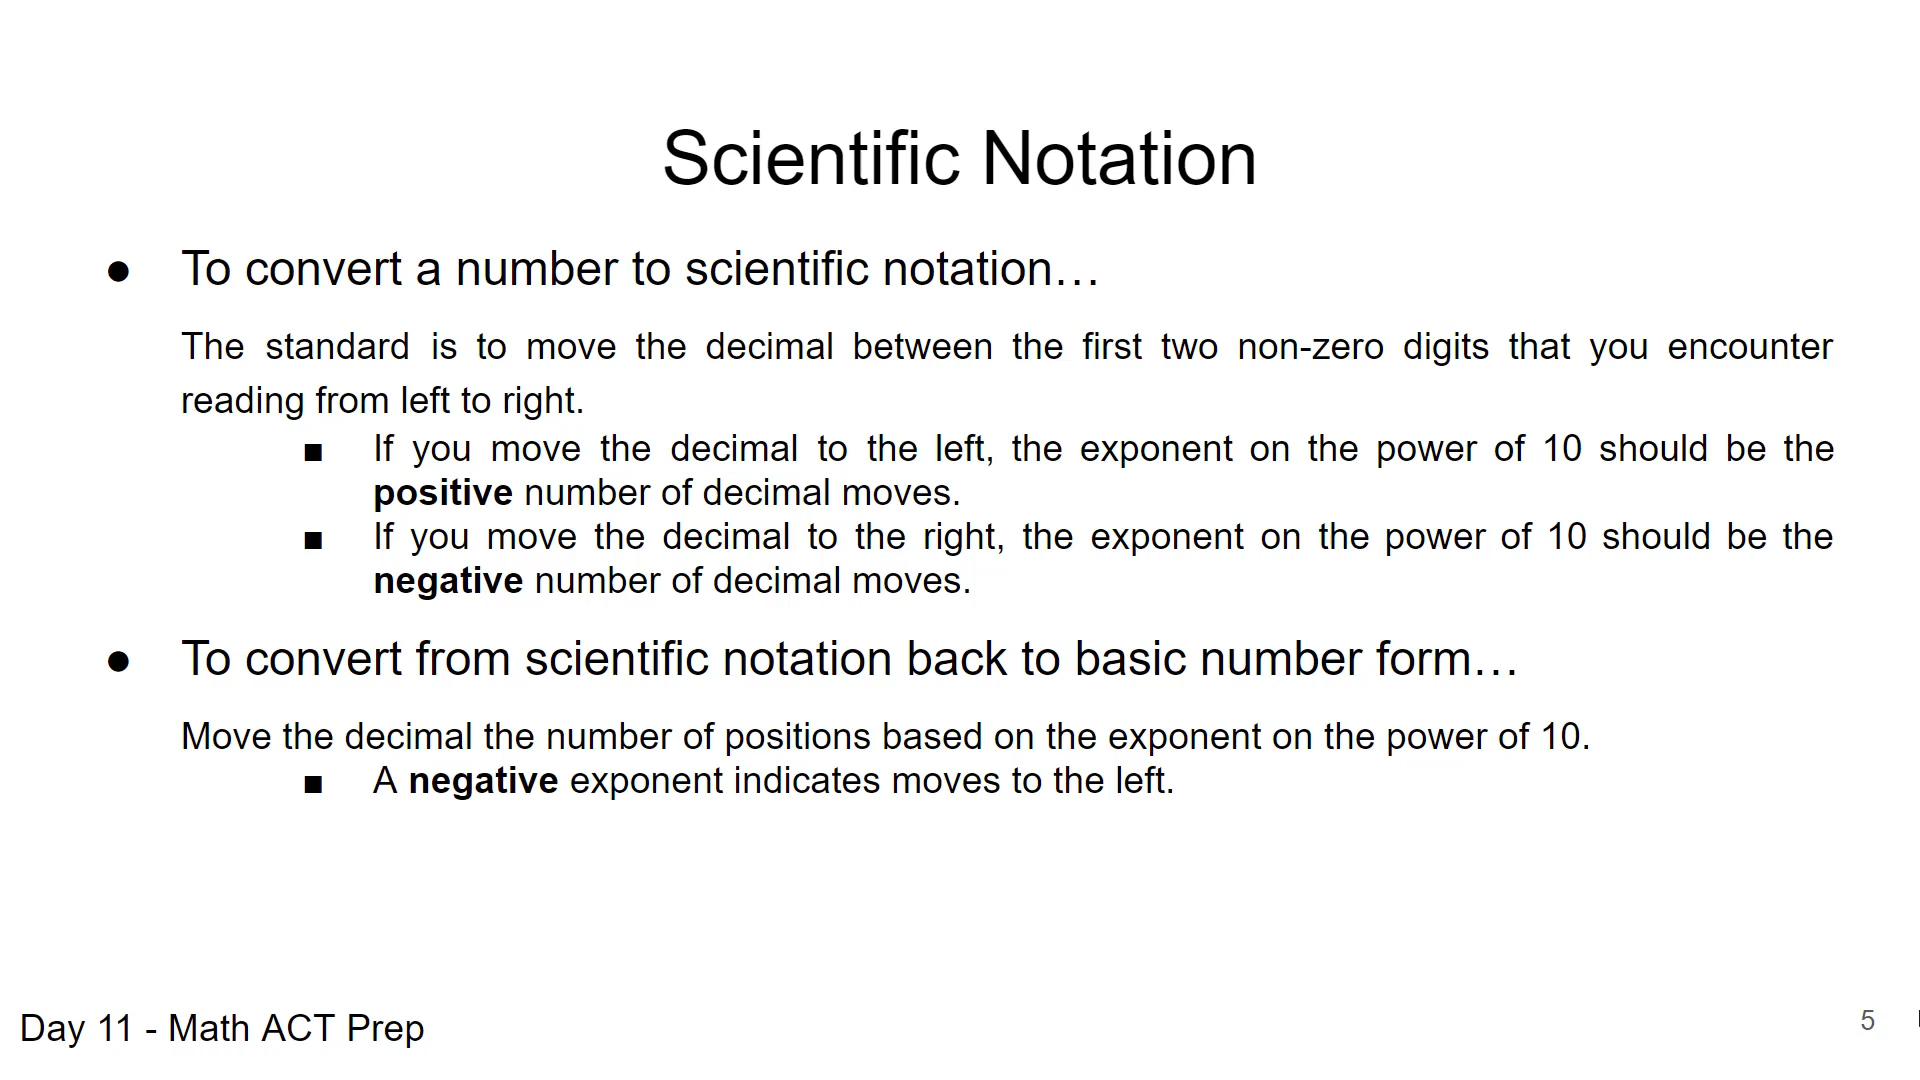 Scientific Notation
● To convert a number to scientific notation…
The standard is to move the decimal between the first two non-zero digits that you encounter
reading from left to right.
■ If you move the decimal to the left, the exponent on the power of 10 should be the
positive number of decimal moves.
■ If you move the decimal to the right, the exponent on the power of 10 should be the
negative number of decimal moves.
● To convert from scientific notation back to basic number form…
Move the decimal the number of positions based on the exponent on the power of 10.
■ A negative exponent indicates moves to the left.
Day 11 - Math ACT Prep
5